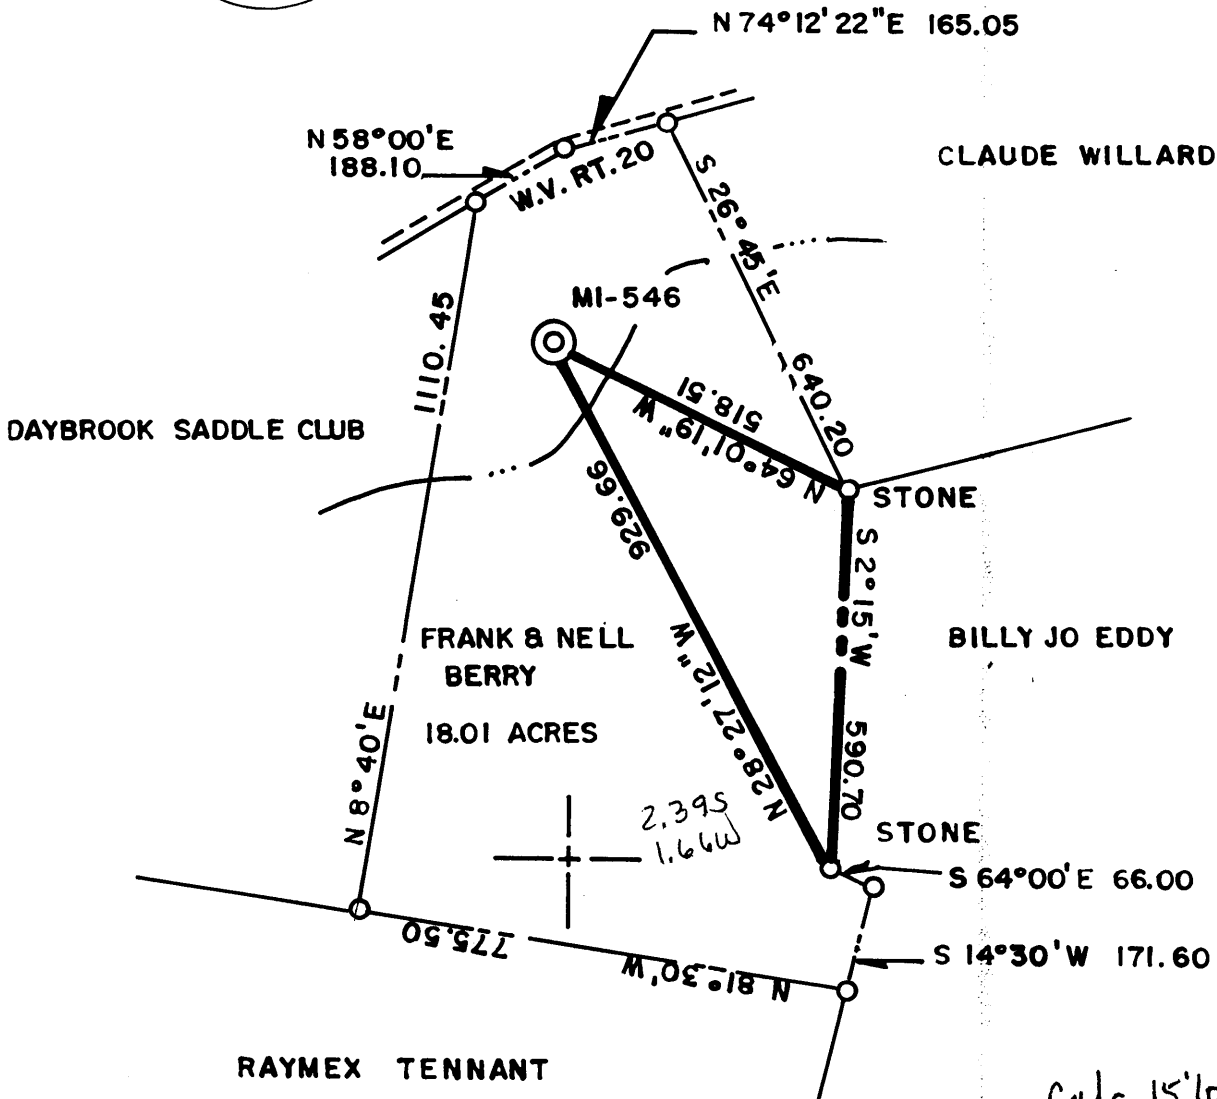 N 74°12'22"E 165.05
N 58°00'E
188.10
W.V. RT. 20
CLAUDE WILLARD
S 26°45'E
640.20
MI-546
1110.45
N 8°40'E
DAYBROOK SADDLE CLUB
518.51
N 64°01'19" W
STONE
929.66
N 28°27'12" W
S 2°15'W
590.70
FRANK & NELL
BERRY
18.01 ACRES
BILLY JO EDDY
2.39S
1.66W
STONE
S 64°00'E 66.00
775.50
N 81°30'W
S 14°30'W 171.60
RAYMEX TENNANT